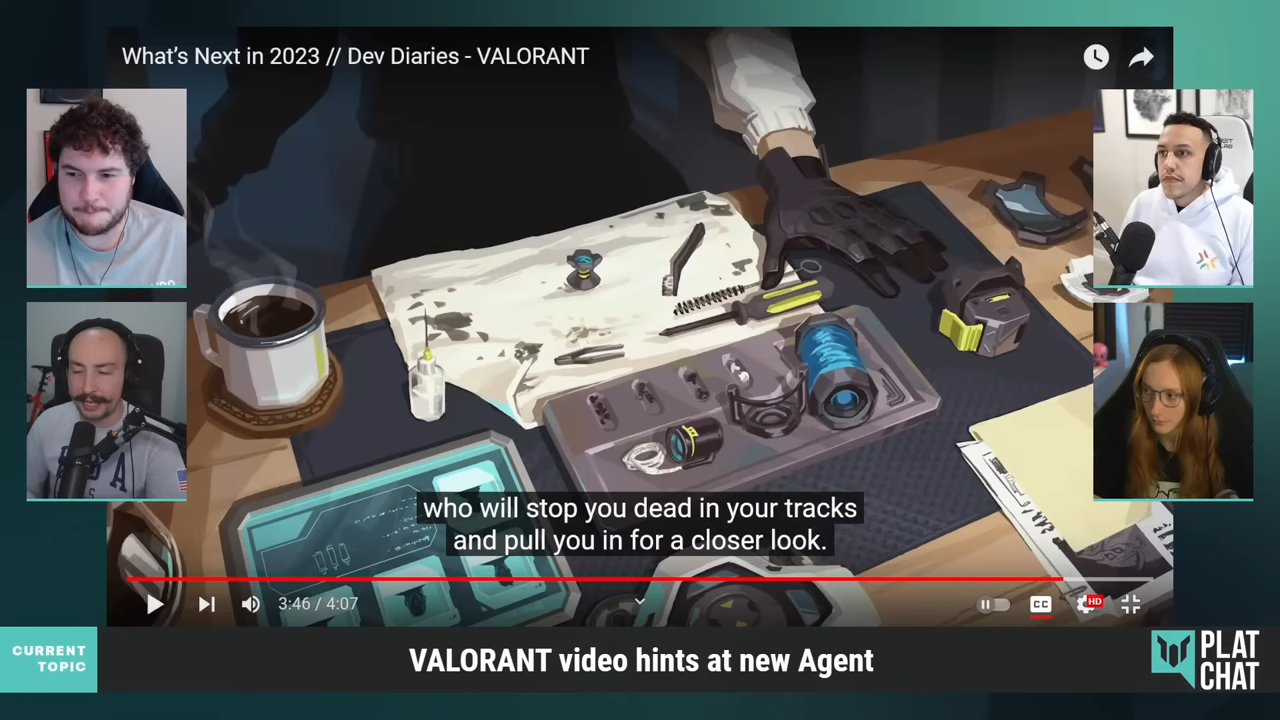 What's Next in 2023 // Dev Diaries - VALORANT
who will stop you dead in your tracks
and pull you in for a closer look.
3:46 / 4:07
CC
HD
CURRENT
TOPIC
VALORANT video hints at new Agent
PLAT
CHAT